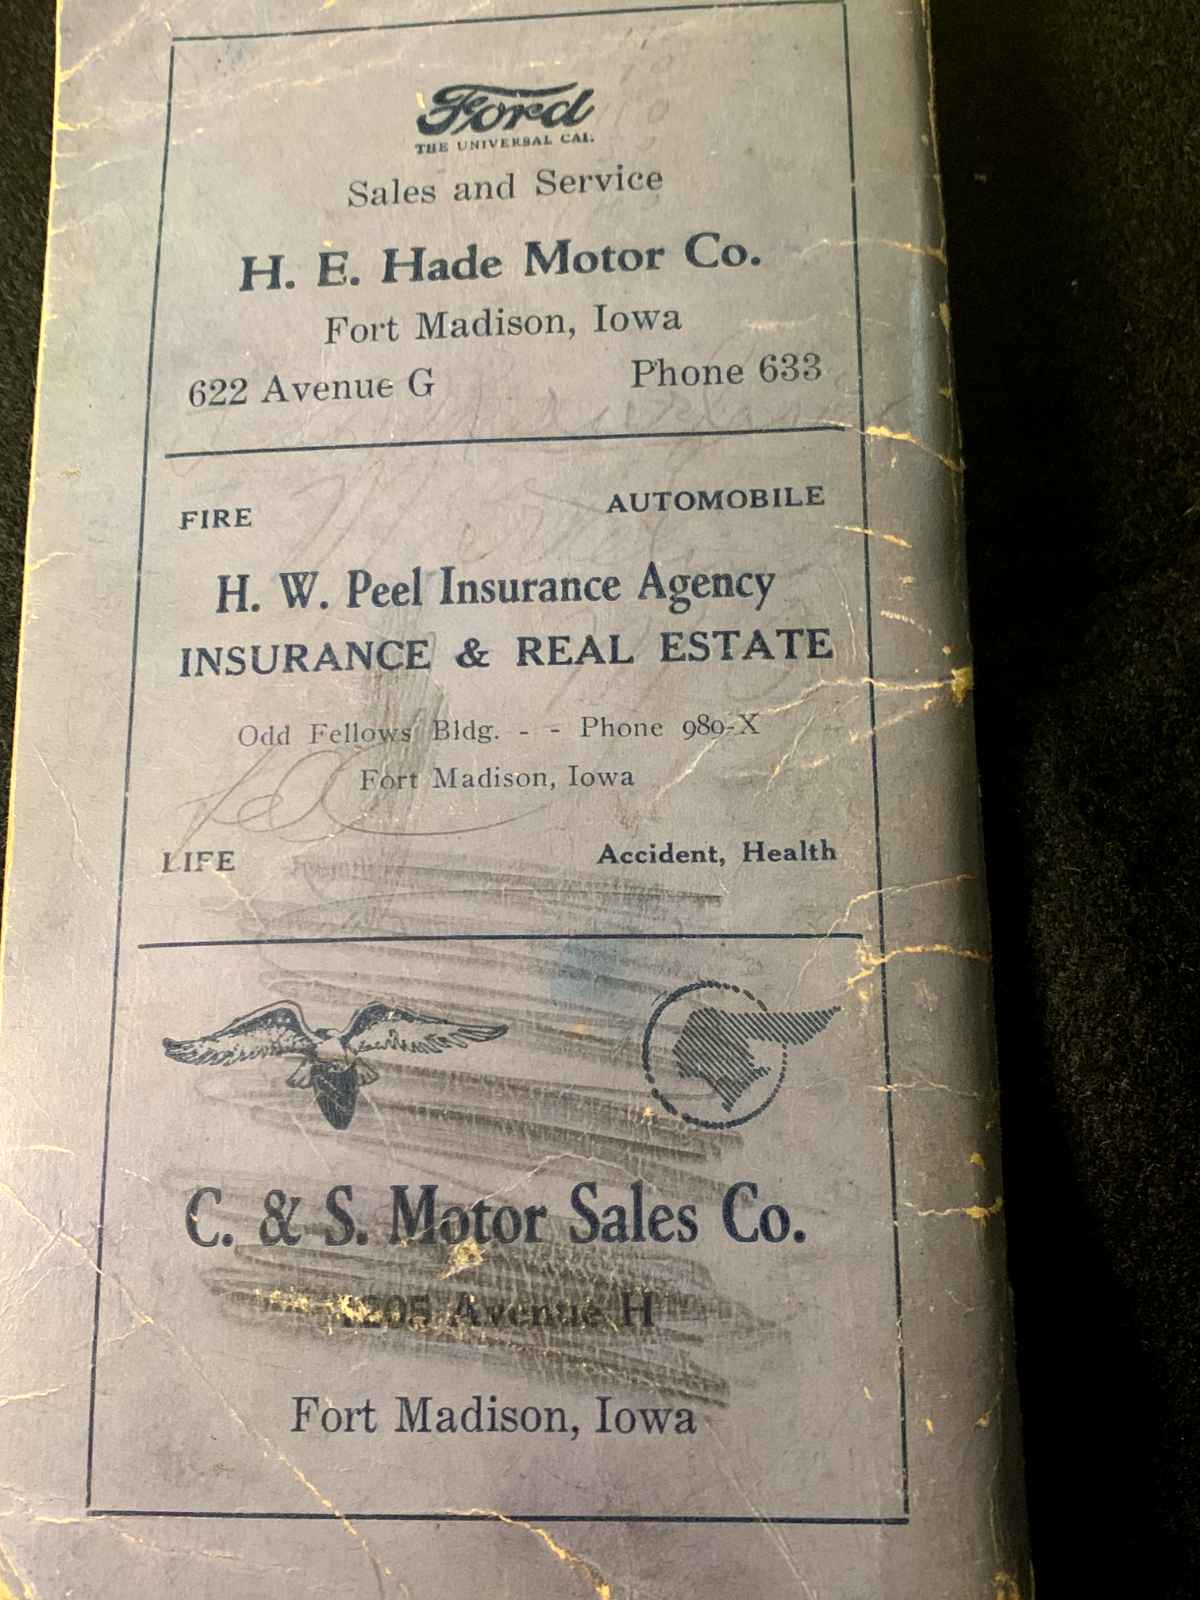 Ford
THE UNIVERSAL CAR.
Sales and Service
H. E. Hade Motor Co.
Fort Madison, Iowa
622 Avenue G Phone 633
FIRE AUTOMOBILE
H. W. Peel Insurance Agency
INSURANCE & REAL ESTATE
Odd Fellows Bldg. - - Phone 989-X
Fort Madison, Iowa
LIFE Accident, Health
C. & S. Motor Sales Co.
1205 Avenue H
Fort Madison, Iowa